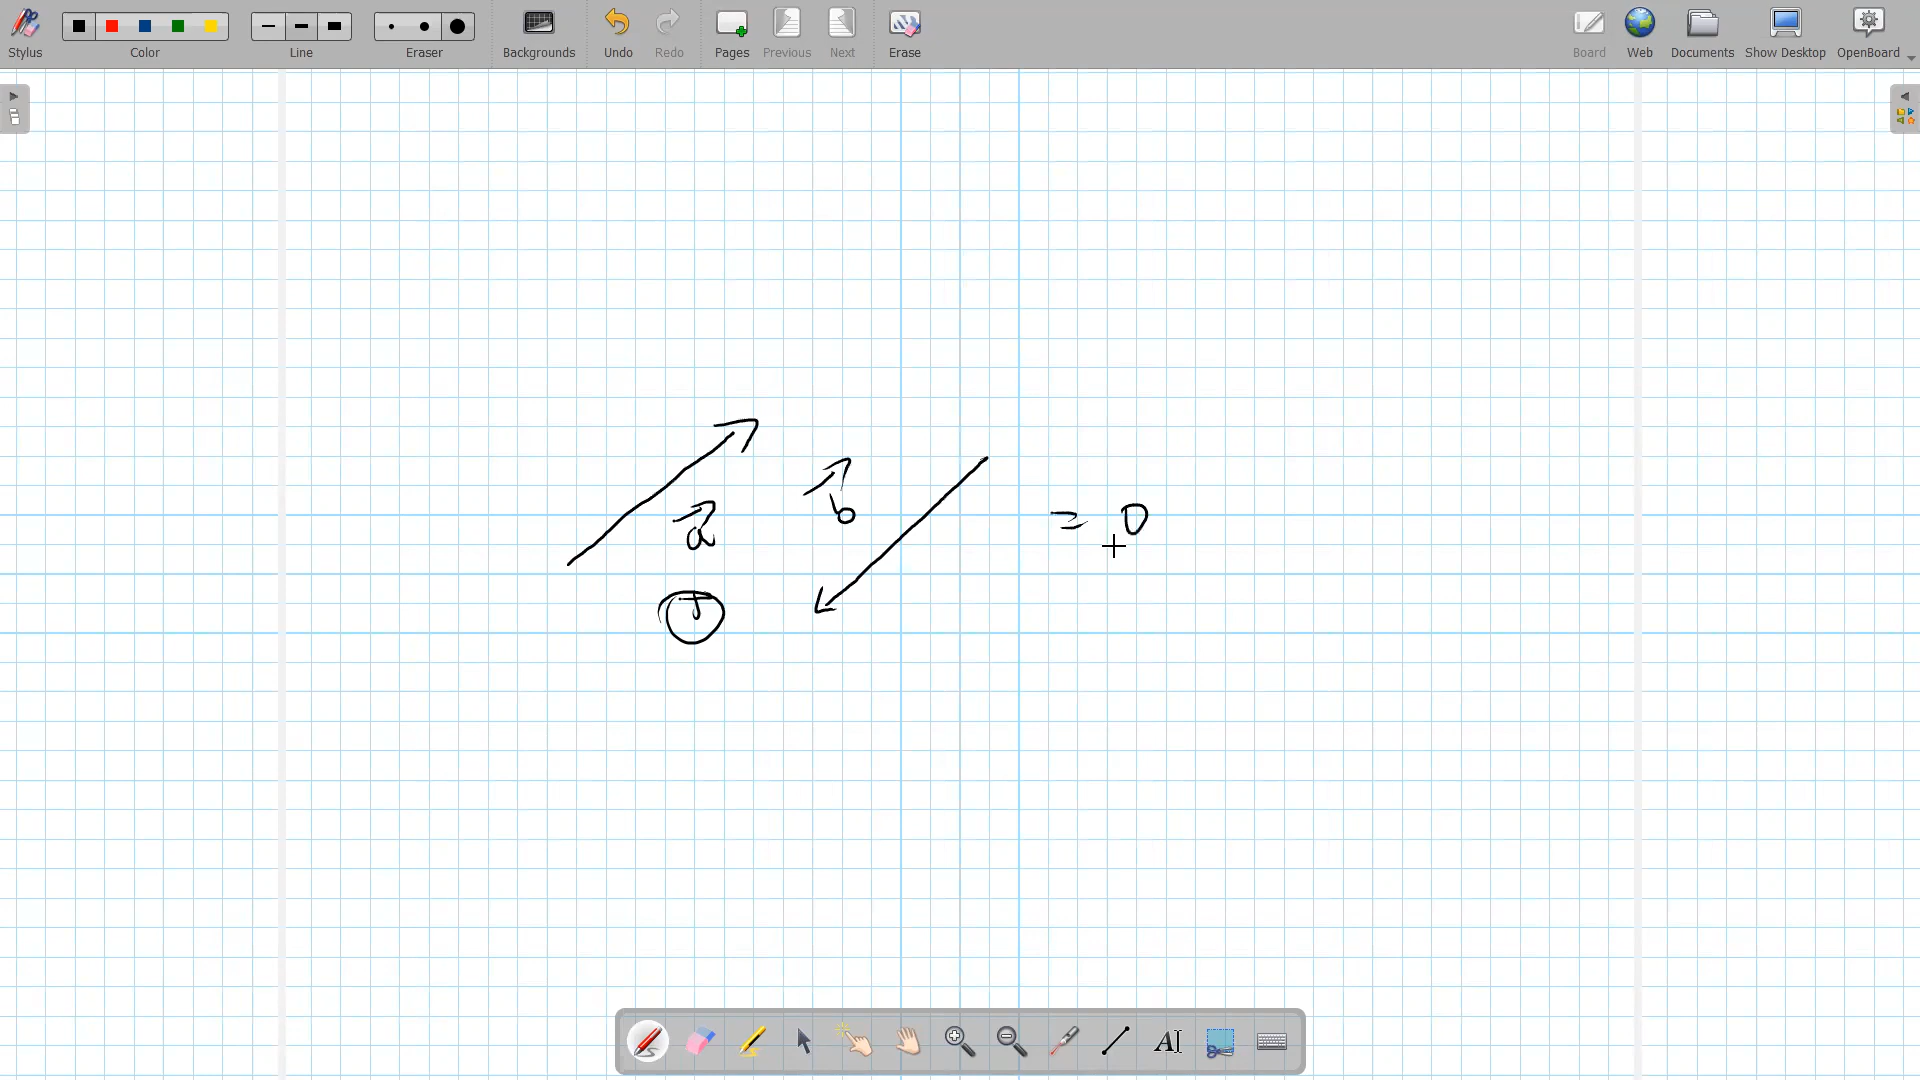 Stylus Color Line Eraser Backgrounds Undo Redo Pages Previous Next Erase Board Web Documents Show Desktop OpenBoard
a⃗ b⃗ = 0